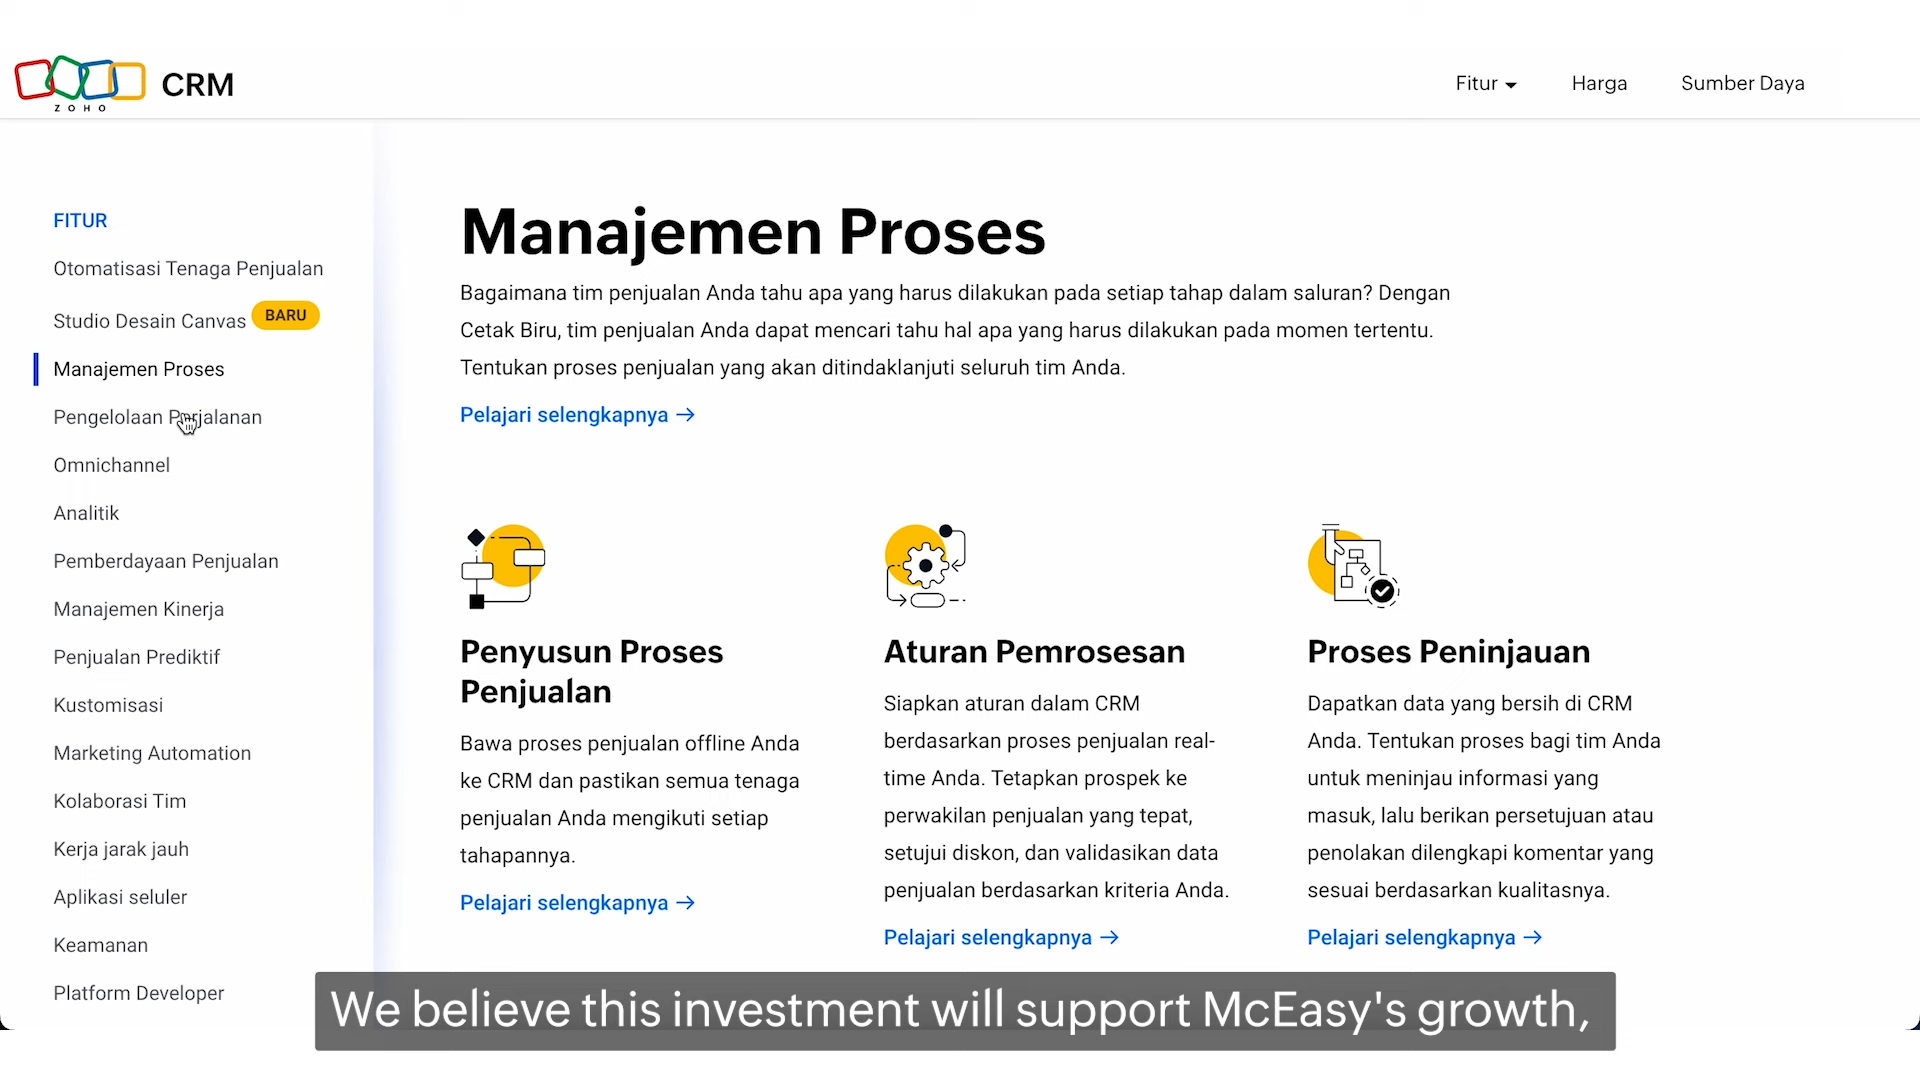 ZOHO
CRM
Fitur
Harga
Sumber Daya
FITUR
Otomatisasi Tenaga Penjualan
Studio Desain Canvas BARU
Manajemen Proses
Pengelolaan Perjalanan
Omnichannel
Analitik
Pemberdayaan Penjualan
Manajemen Kinerja
Penjualan Prediktif
Kustomisasi
Marketing Automation
Kolaborasi Tim
Kerja jarak jauh
Aplikasi seluler
Keamanan
Platform Developer
Manajemen Proses
Bagaimana tim penjualan Anda tahu apa yang harus dilakukan pada setiap tahap dalam saluran? Dengan
Cetak Biru, tim penjualan Anda dapat mencari tahu hal apa yang harus dilakukan pada momen tertentu.
Tentukan proses penjualan yang akan ditindaklanjuti seluruh tim Anda.
Pelajari selengkapnya →
Penyusun Proses
Penjualan
Bawa proses penjualan offline Anda
ke CRM dan pastikan semua tenaga
penjualan Anda mengikuti setiap
tahapannya.
Pelajari selengkapnya →
Aturan Pemrosesan
Siapkan aturan dalam CRM
berdasarkan proses penjualan real-
time Anda. Tetapkan prospek ke
perwakilan penjualan yang tepat,
setujui diskon, dan validasikan data
penjualan berdasarkan kriteria Anda.
Pelajari selengkapnya →
Proses Peninjauan
Dapatkan data yang bersih di CRM
Anda. Tentukan proses bagi tim Anda
untuk meninjau informasi yang
masuk, lalu berikan persetujuan atau
penolakan dilengkapi komentar yang
sesuai berdasarkan kualitasnya.
Pelajari selengkapnya →
We believe this investment will support McEasy's growth,